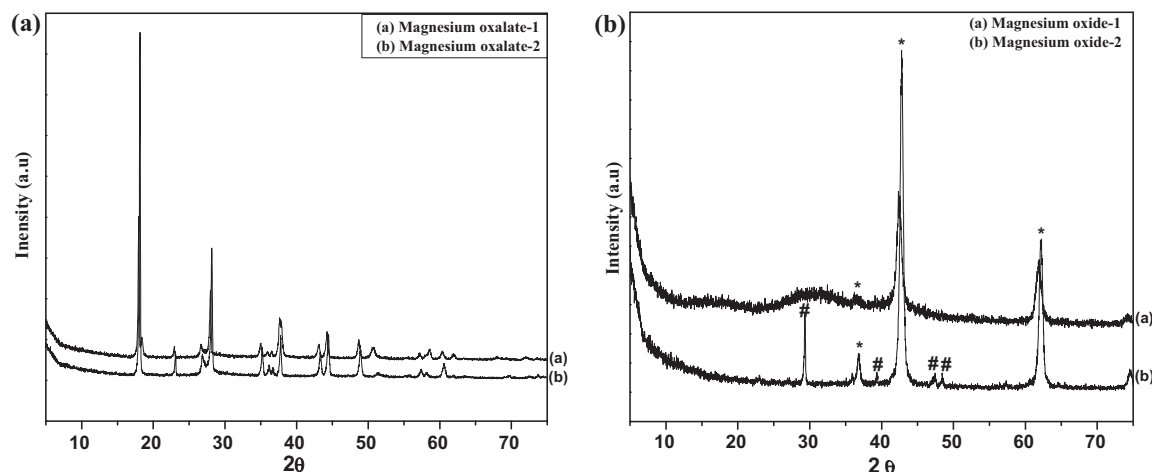 (a)
(a) Magnesium oxalate-1
(b) Magnesium oxalate-2
Inensity (a.u)
(a)
(b)
10 20 30 40 50 60 70
2θ
(b)
(a) Magnesium oxide-1
(b) Magnesium oxide-2
Intensity (a.u)
*
*
*
(a)
#
*
#
# #
(b)
10 20 30 40 50 60 70
2 θ